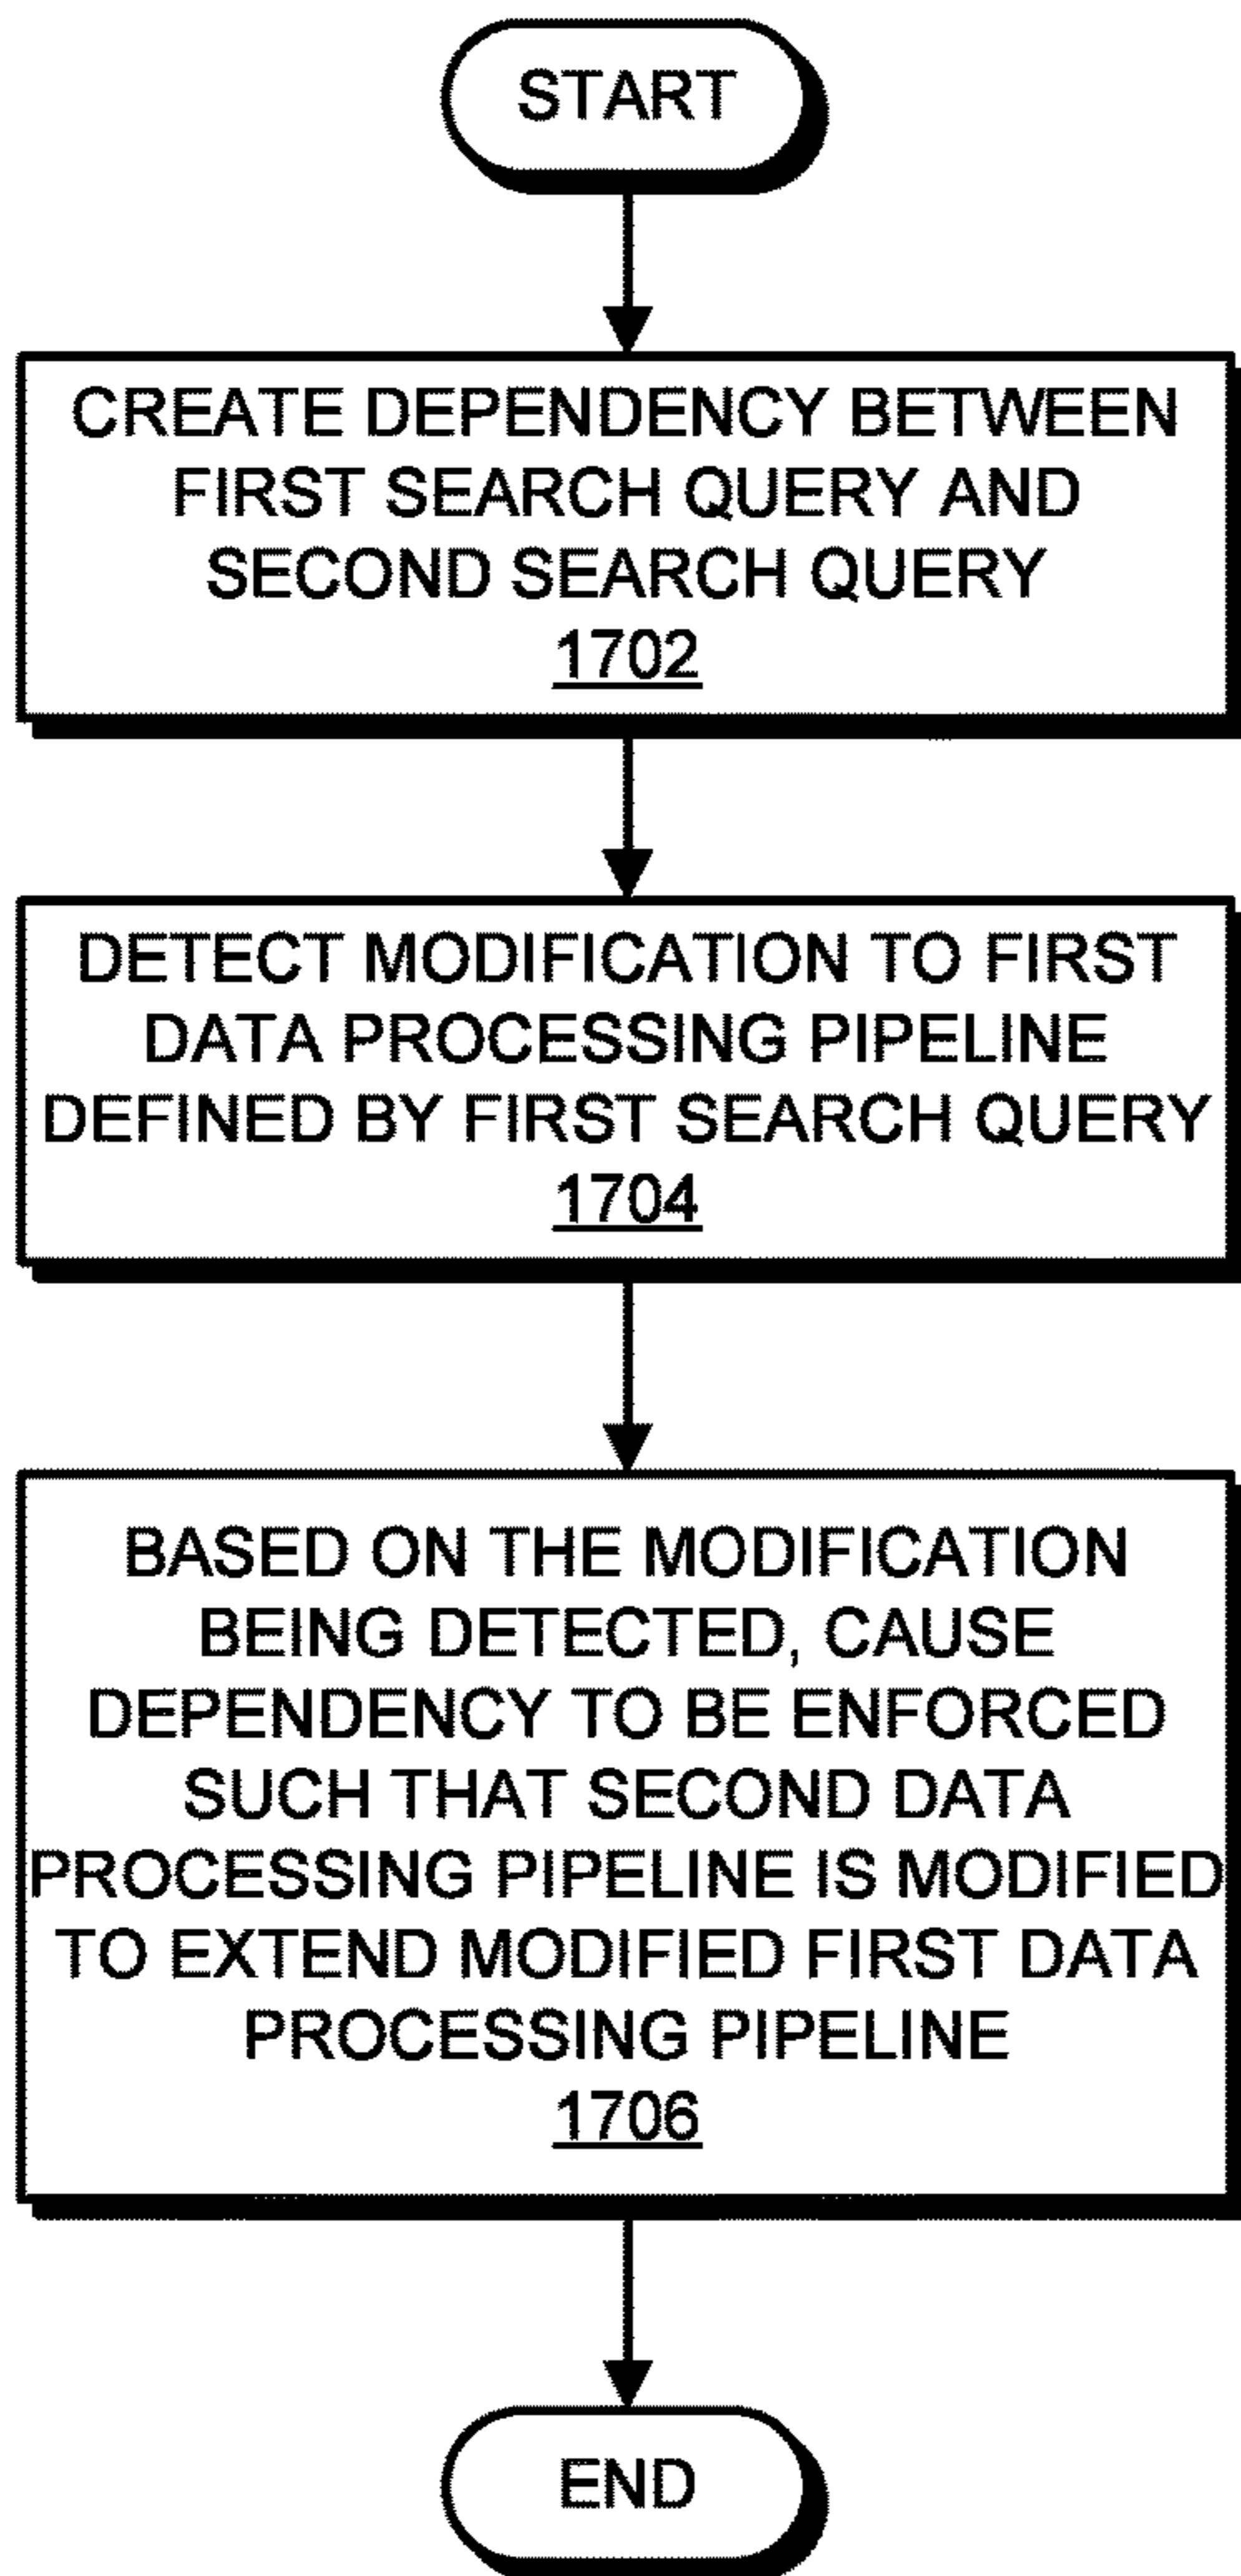 START
CREATE DEPENDENCY BETWEEN
FIRST SEARCH QUERY AND
SECOND SEARCH QUERY
1702
DETECT MODIFICATION TO FIRST
DATA PROCESSING PIPELINE
DEFINED BY FIRST SEARCH QUERY
1704
BASED ON THE MODIFICATION
BEING DETECTED, CAUSE
DEPENDENCY TO BE ENFORCED
SUCH THAT SECOND DATA
PROCESSING PIPELINE IS MODIFIED
TO EXTEND MODIFIED FIRST DATA
PROCESSING PIPELINE
1706
END